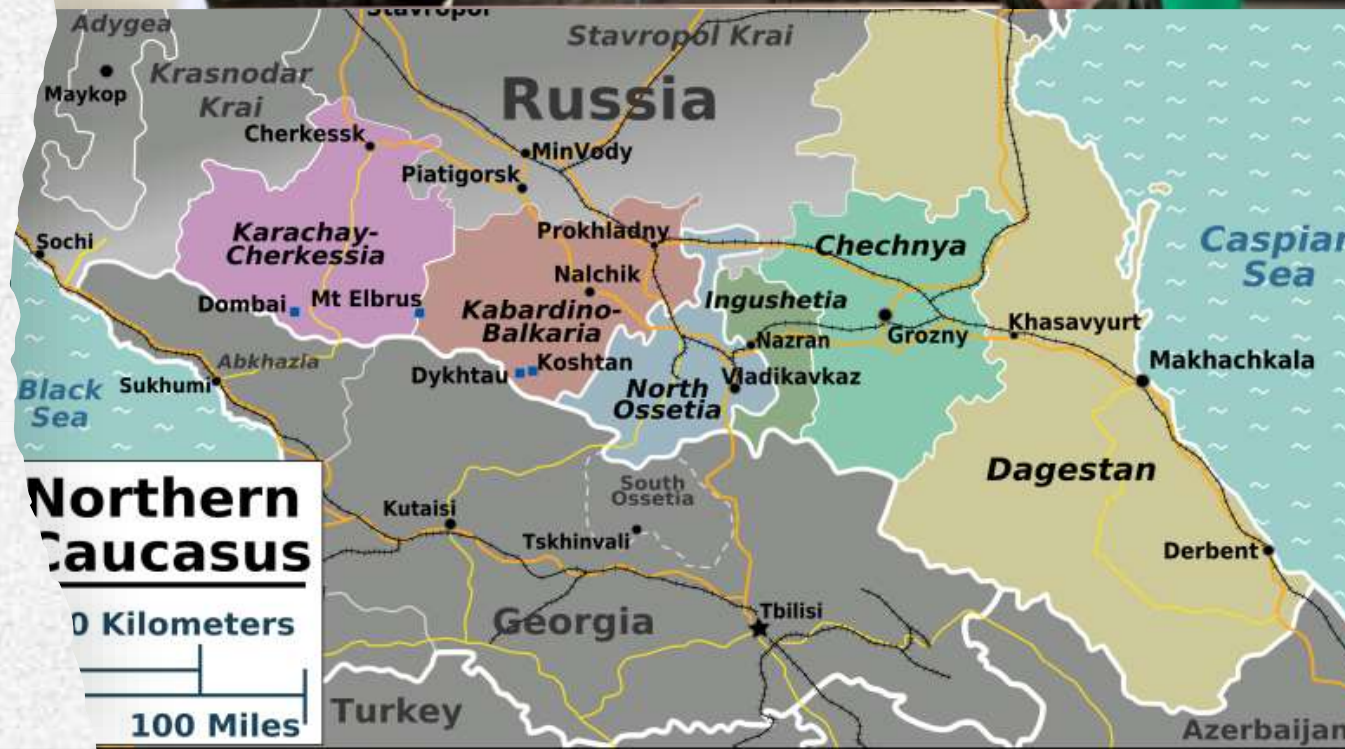 Adygea
Stavropol
Stavropol Krai
Krasnodar
Krai
Russia
Maykop
Cherkessk
MinVody
Piatigorsk
Karachay-
Cherkessia
Prokhladny
Chechnya
Sochi
Caspian
Sea
Nalchik
Dombai
Mt Elbrus
Kabardino-
Balkaria
Ingushetia
Grozny
Khasavyurt
Nazran
Makhachkala
Abkhazia
Koshtan
Dykhtau
Vladikavkaz
Black
Sea
Sukhumi
North
Ossetia
Dagestan
South
Ossetia
Northern
Caucasus
Kutaisi
Tskhinvali
Derbent
0 Kilometers
Georgia
Tbilisi
100 Miles
Turkey
Azerbaijan